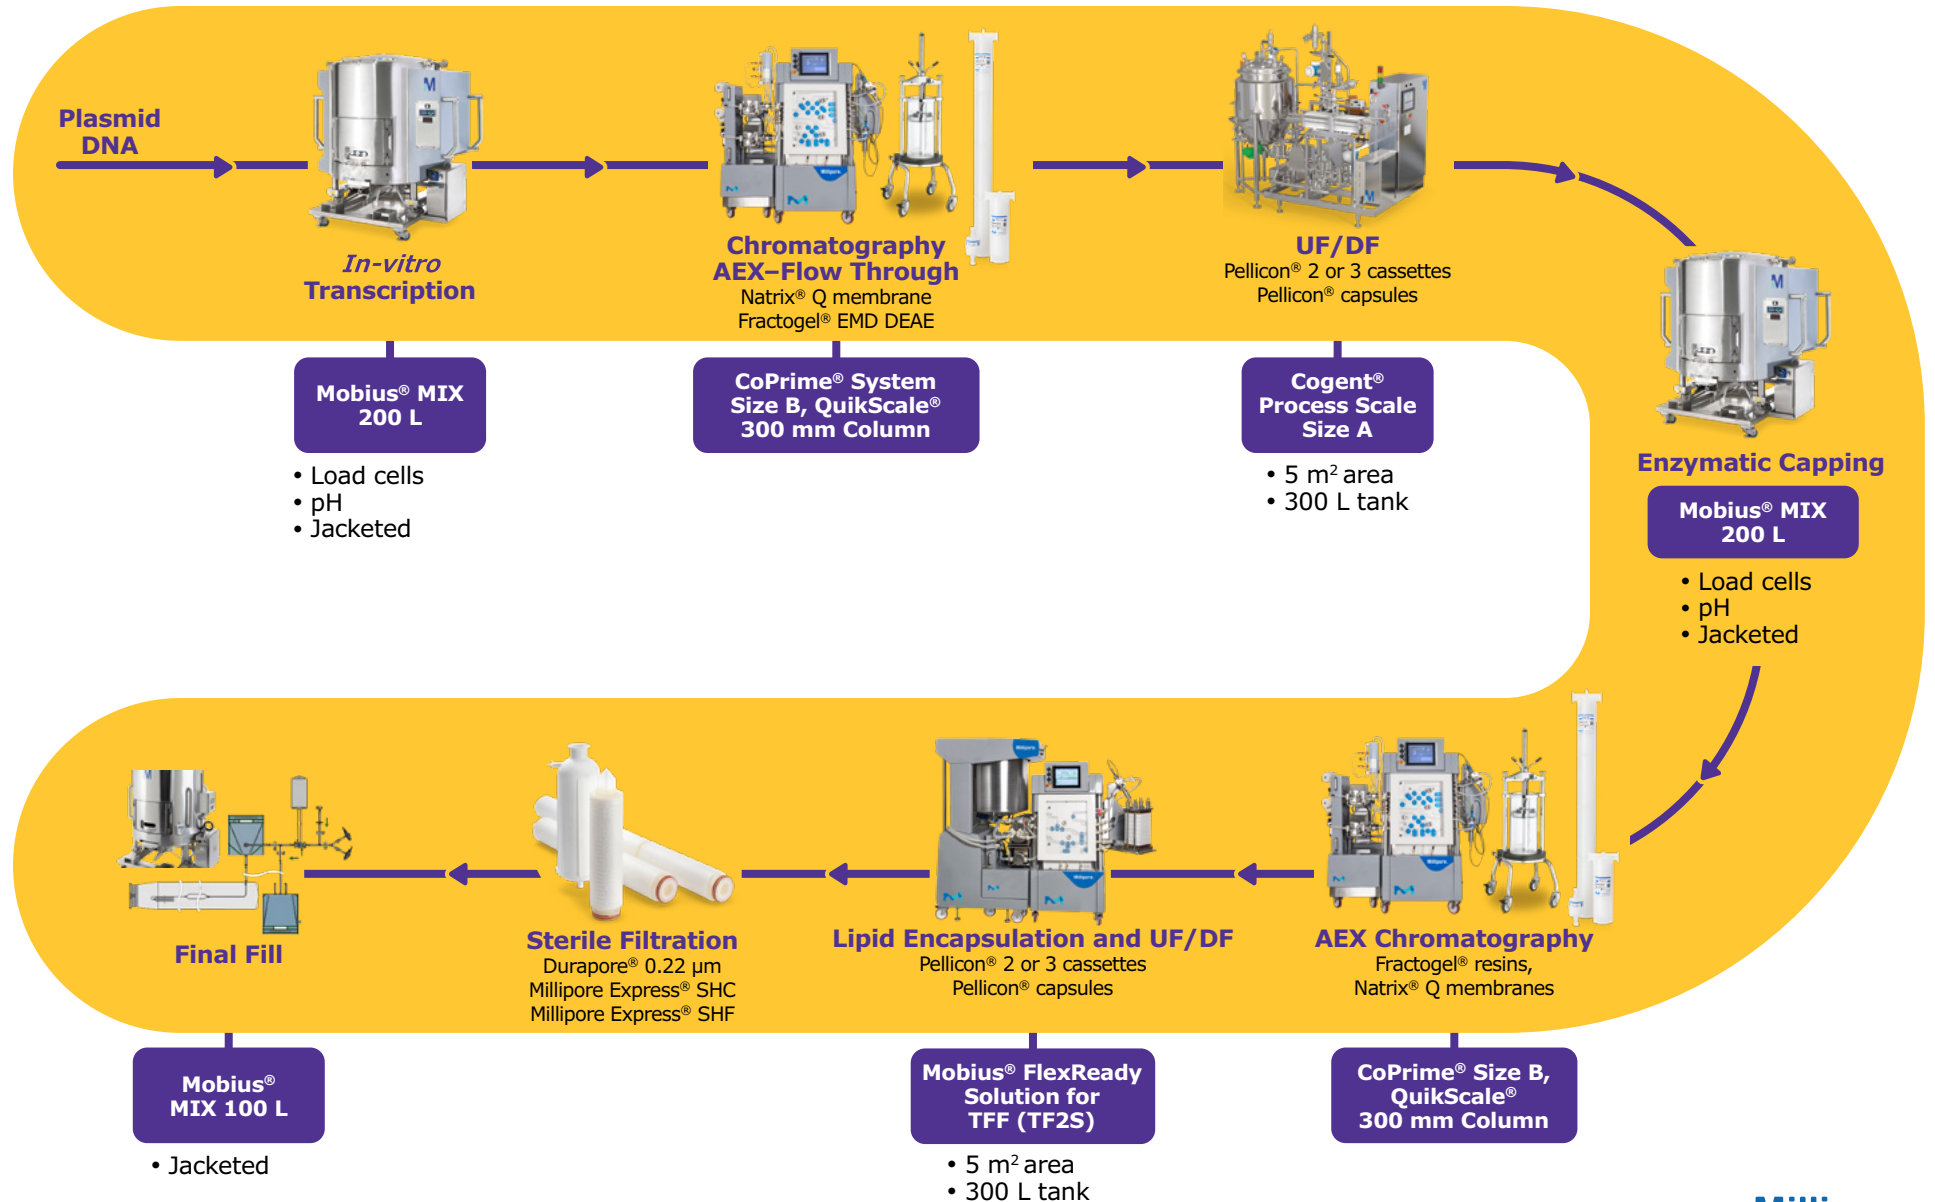 Plasmid
DNA
In-vitro
Transcription
Mobius® MIX
200 L
• Load cells
• pH
• Jacketed
Chromatography
AEX–Flow Through
Natrix® Q membrane
Fractogel® EMD DEAE
CoPrime® System
Size B, QuikScale®
300 mm Column
UF/DF
Pellicon® 2 or 3 cassettes
Pellicon® capsules
Cogent®
Process Scale
Size A
• 5 m² area
• 300 L tank
Enzymatic Capping
Mobius® MIX
200 L
• Load cells
• pH
• Jacketed
AEX Chromatography
Fractogel® resins,
Natrix® Q membranes
CoPrime® Size B,
QuikScale®
300 mm Column
Lipid Encapsulation and UF/DF
Pellicon® 2 or 3 cassettes
Pellicon® capsules
Mobius® FlexReady
Solution for
TFF (TF2S)
• 5 m² area
• 300 L tank
Sterile Filtration
Durapore® 0.22 µm
Millipore Express® SHC
Millipore Express® SHF
Final Fill
Mobius®
MIX 100 L
• Jacketed